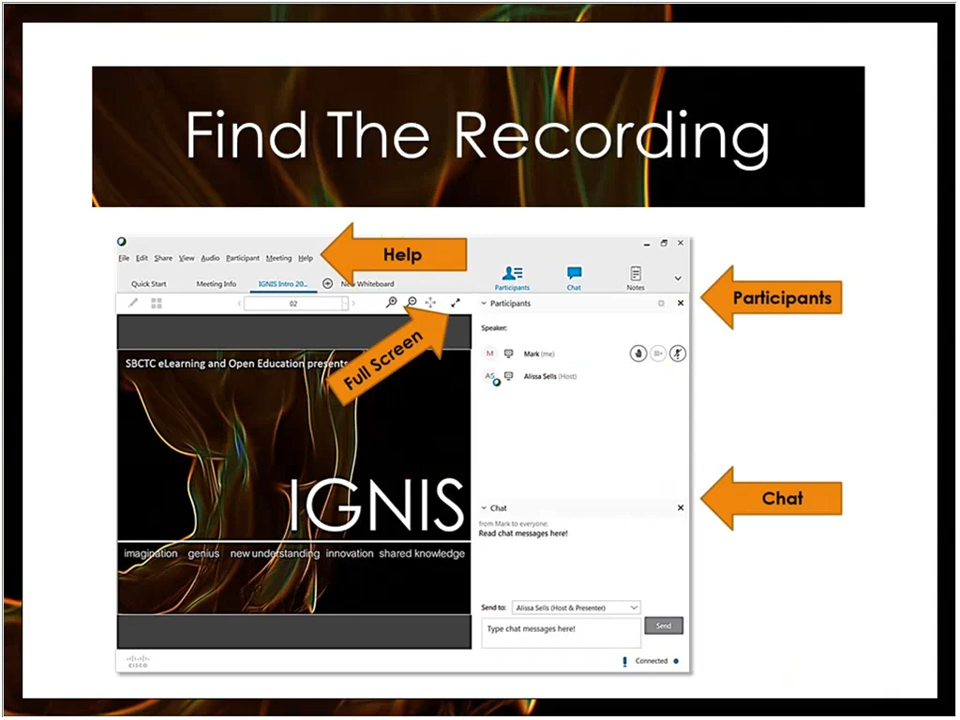 Find The Recording
File Edit Share View Audio Participant Meeting Help
Help
Quick Start Meeting Info IGNIS Intro 20... New Whiteboard
Participants Chat Notes
02
Participants
Participants
Full Screen
Speaker:
M Mark (me)
AS Alissa Sells (Host)
SBCTC eLearning and Open Education presents
IGNIS
imagination genius new understanding innovation shared knowledge
Chat
Chat
from Mark to everyone:
Read chat messages here!
Send to: Alissa Sells (Host & Presenter)
Type chat messages here!
Send
CISCO
Connected